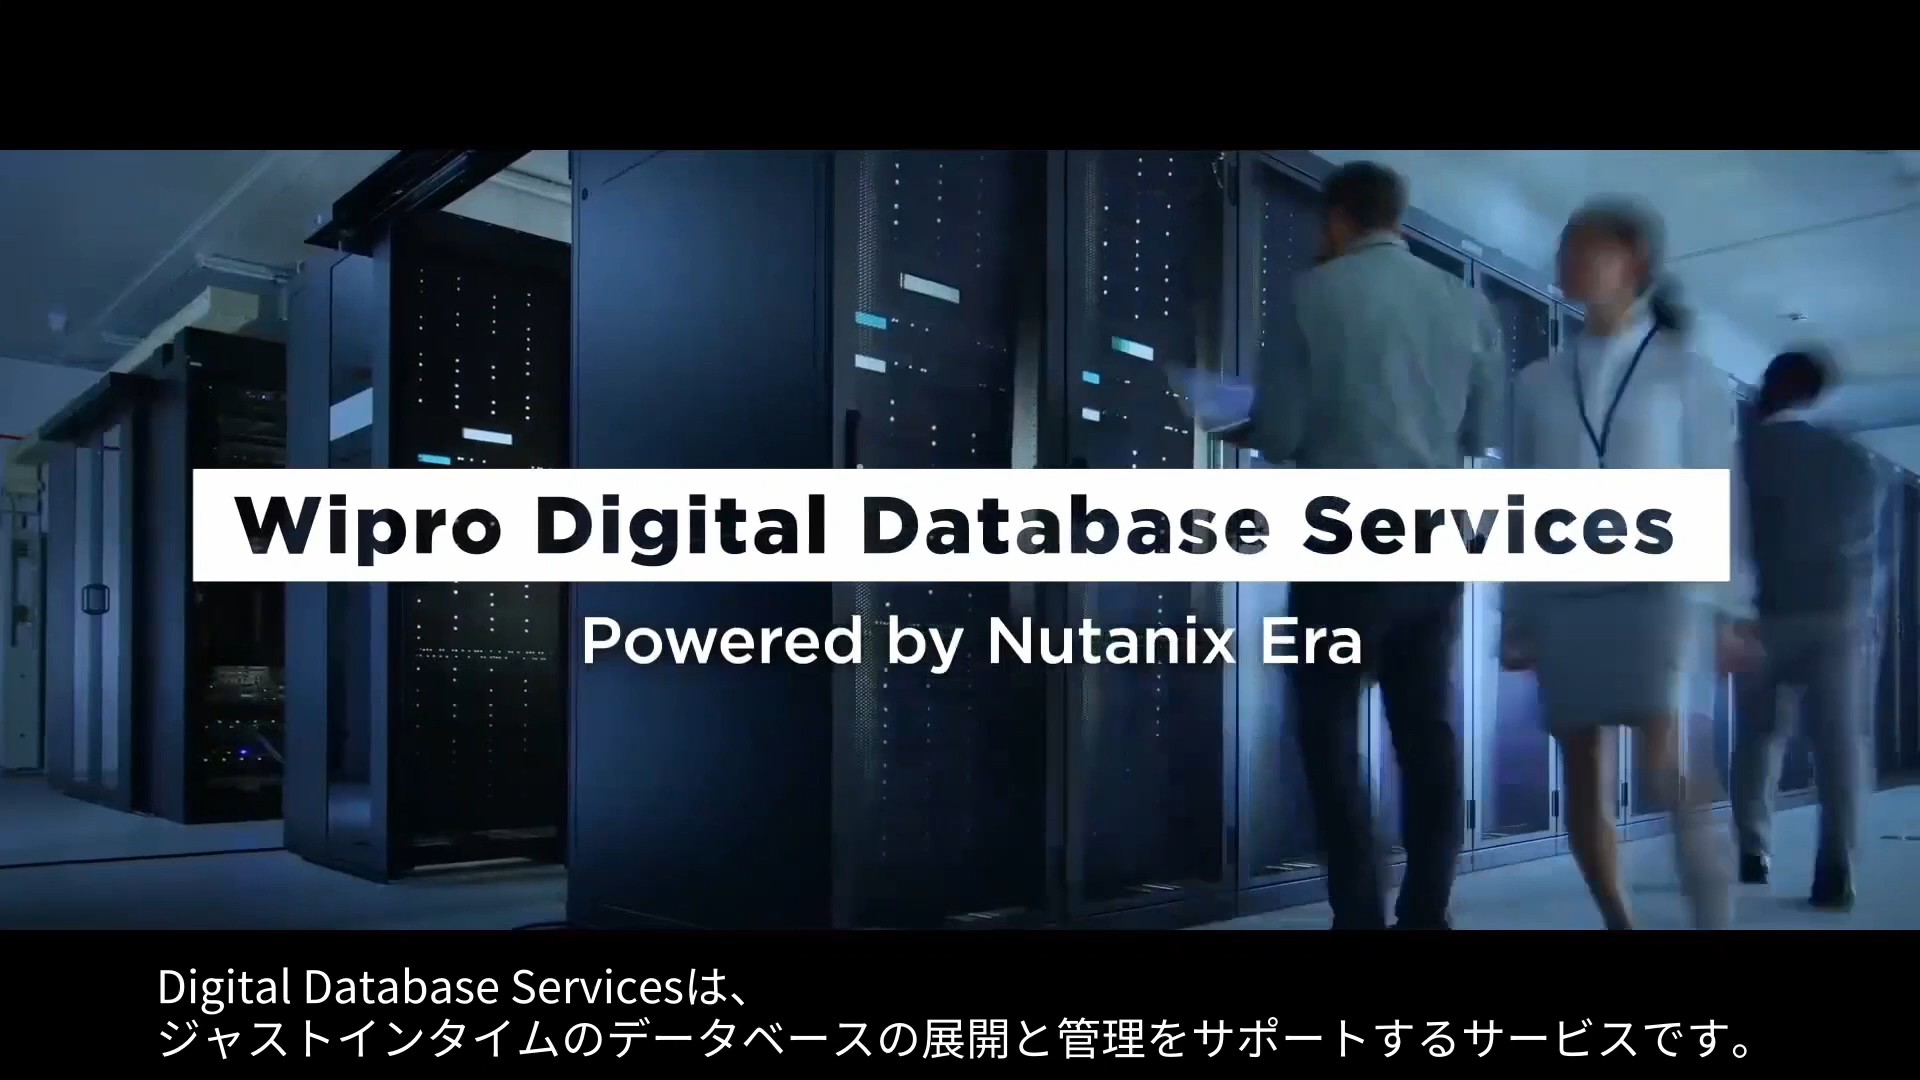 Wipro Digital Database Services
Powered by Nutanix Era
Digital Database Servicesは、
ジャストインタイムのデータベースの展開と管理をサポートするサービスです。